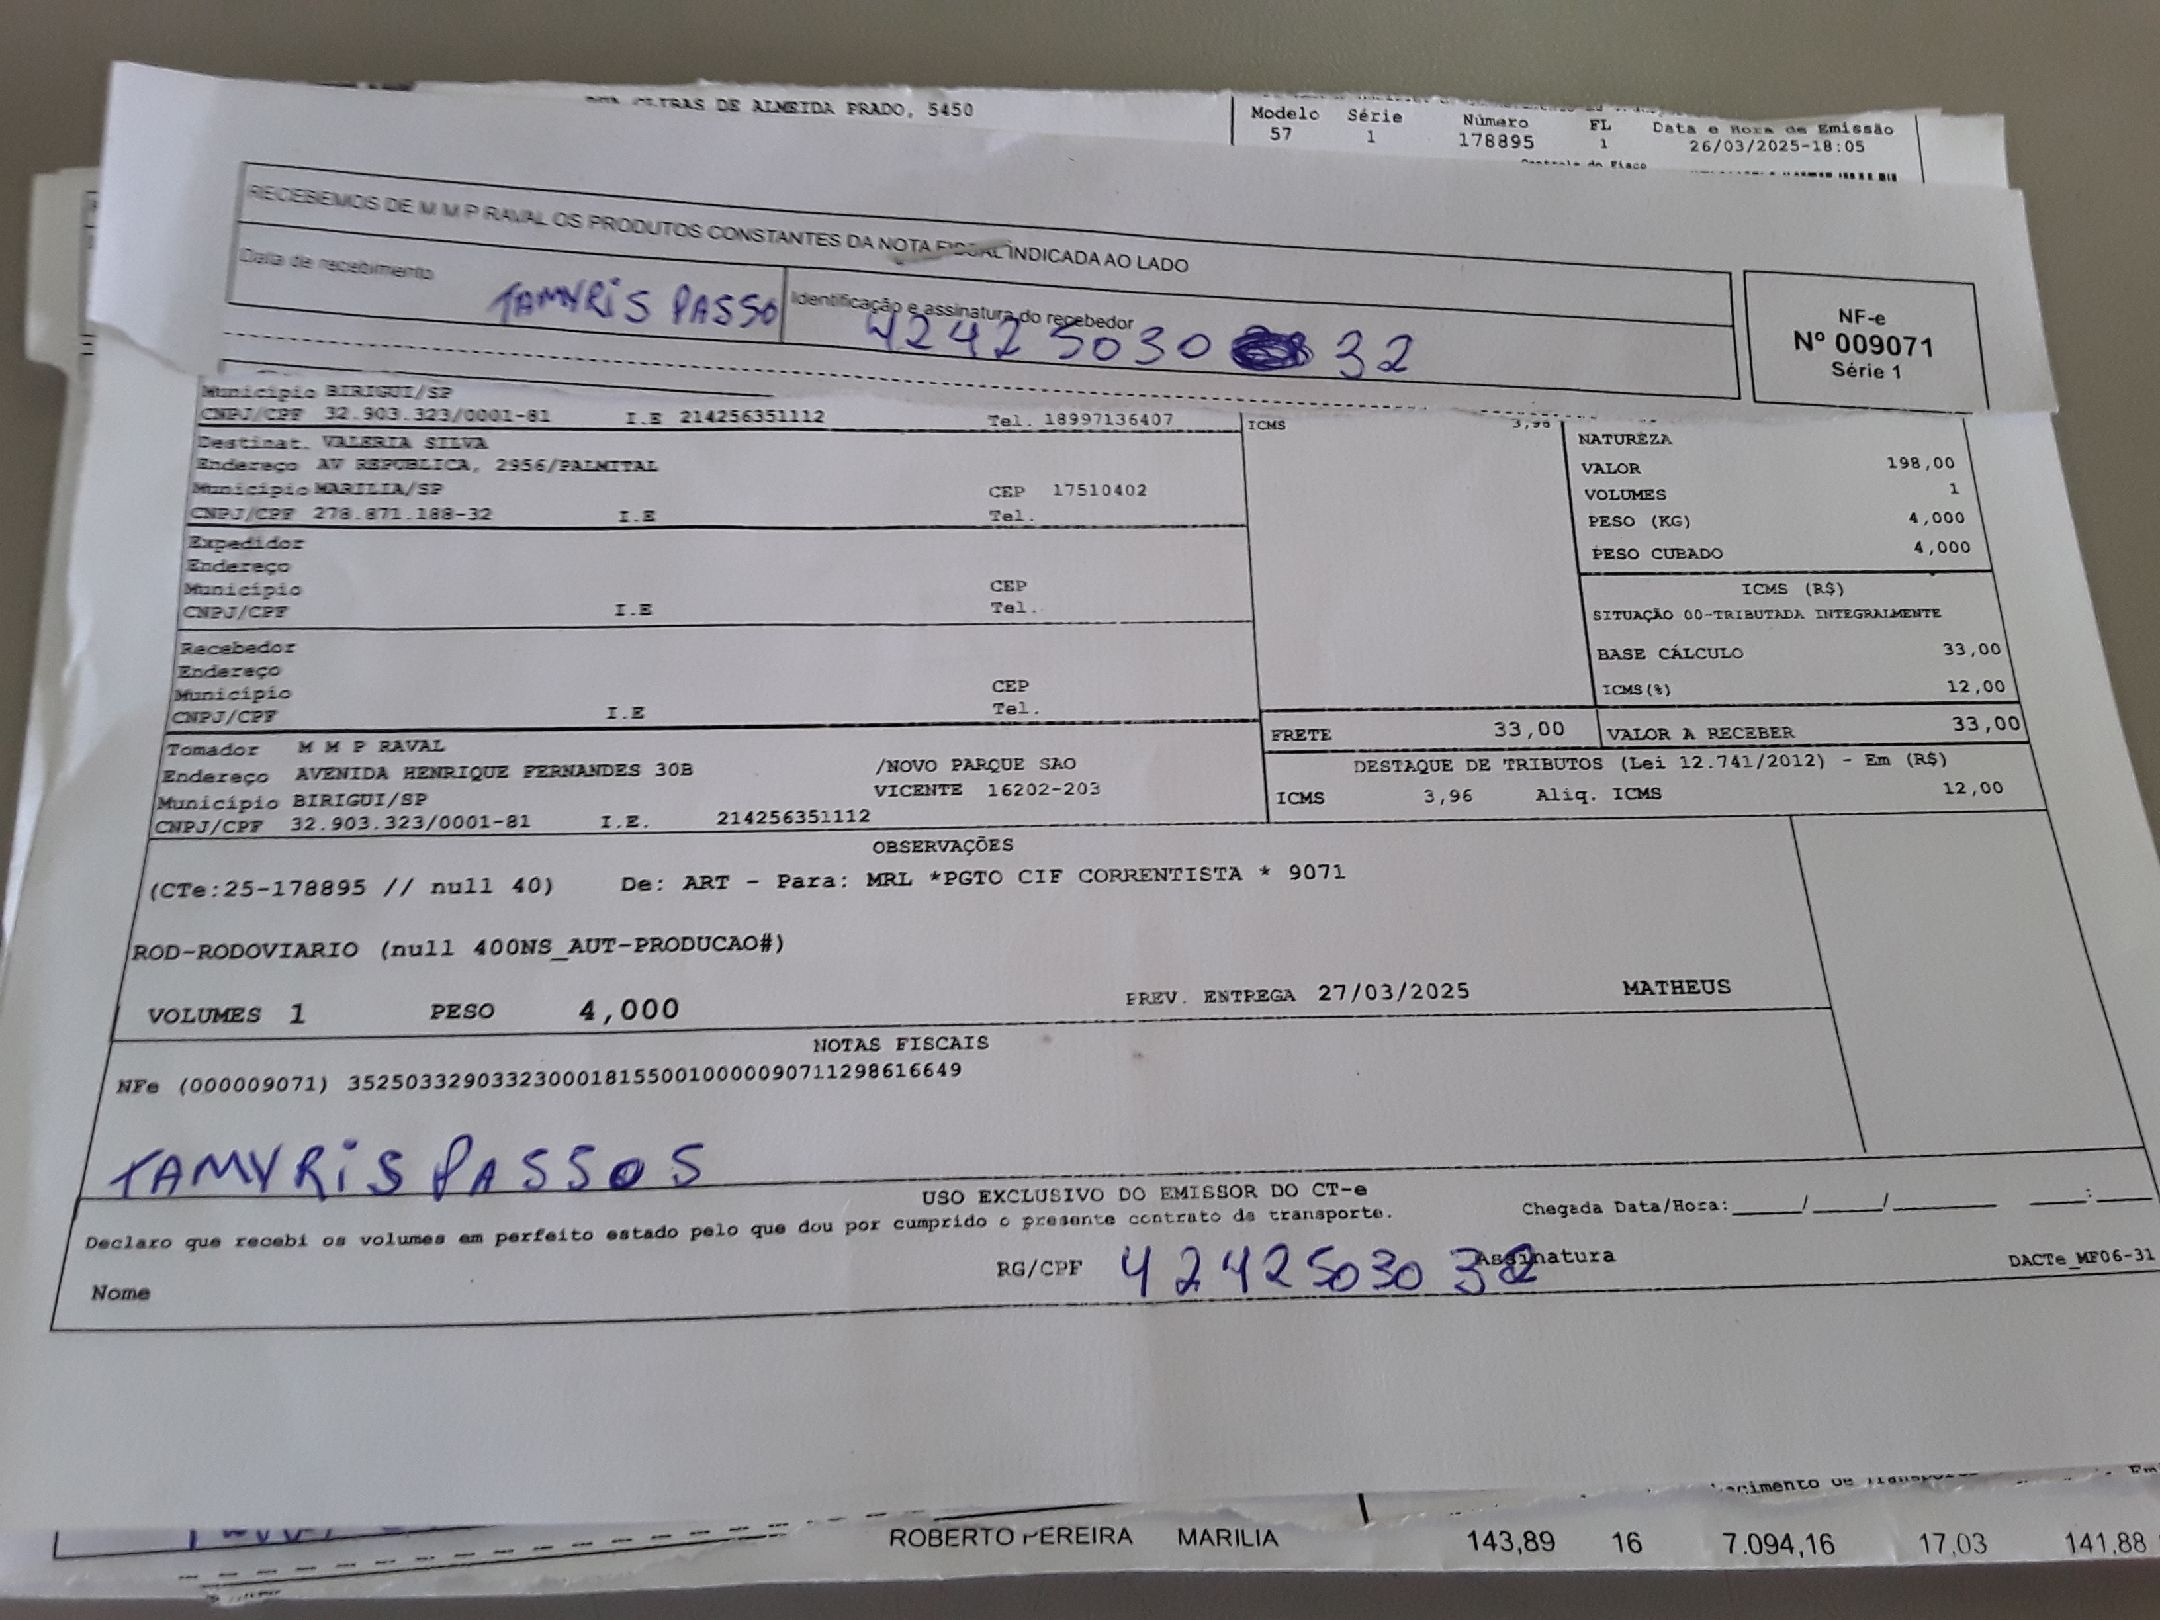 DE ALMEIDA PRADO, 5450
Modelo Série Número FL Data e Hora de Emissão
57 1 178895 1 26/03/2025-18:05
Controle do Fisco
RECEBEMOS DE M M P RAVAL OS PRODUTOS CONSTANTES DA NOTA FISCAL INDICADA AO LADO
Data de recebimento
Identificação e assinatura do recebedor
TAMYRIS PASSO 4242503032
NF-e
Nº 009071
Série 1
Município BIRIGUI/SP
CNPJ/CPF 32.903.323/0001-81 I.E 214256351112 Tel. 18997136407
ICMS 3,96
Destinat. VALERIA SILVA
Endereço AV REPUBLICA, 2956/PALMITAL
Município MARILIA/SP CEP 17510402
CNPJ/CPF 278.871.188-32 I.E Tel.
NATUREZA
VALOR 198,00
VOLUMES 1
PESO (KG) 4,000
PESO CUBADO 4,000
Expedidor
Endereço
Município CEP
CNPJ/CPF I.E Tel.
ICMS (R$)
SITUAÇÃO 00-TRIBUTADA INTEGRALMENTE
BASE CÁLCULO 33,00
ICMS(%) 12,00
Recebedor
Endereço
Município CEP
CNPJ/CPF I.E Tel.
FRETE 33,00 VALOR A RECEBER 33,00
Tomador M M P RAVAL
Endereço AVENIDA HENRIQUE FERNANDES 30B /NOVO PARQUE SAO
Município BIRIGUI/SP VICENTE 16202-203
CNPJ/CPF 32.903.323/0001-81 I.E. 214256351112
DESTAQUE DE TRIBUTOS (Lei 12.741/2012) - Em (R$)
ICMS 3,96 Aliq. ICMS 12,00
OBSERVAÇÕES
(CTe:25-178895 // null 40) De: ART - Para: MRL *PGTO CIF CORRENTISTA * 9071
ROD-RODOVIARIO (null 400NS_AUT-PRODUCAO#)
VOLUMES 1 PESO 4,000 PREV. ENTREGA 27/03/2025 MATHEUS
NOTAS FISCAIS
NFe (000009071) 35250332903323000181550010000090711298616649
TAMYRIS PASSOS
USO EXCLUSIVO DO EMISSOR DO CT-e
Declaro que recebi os volumes em perfeito estado pelo que dou por cumprido o presente contrato de transporte.
Chegada Data/Hora:_____/_____/_______ ____:____
Nome RG/CPF 4242503032 Assinatura DACTe_MF06-31
ROBERTO PEREIRA MARILIA 143,89 16 7.094,16 17,03 141,88